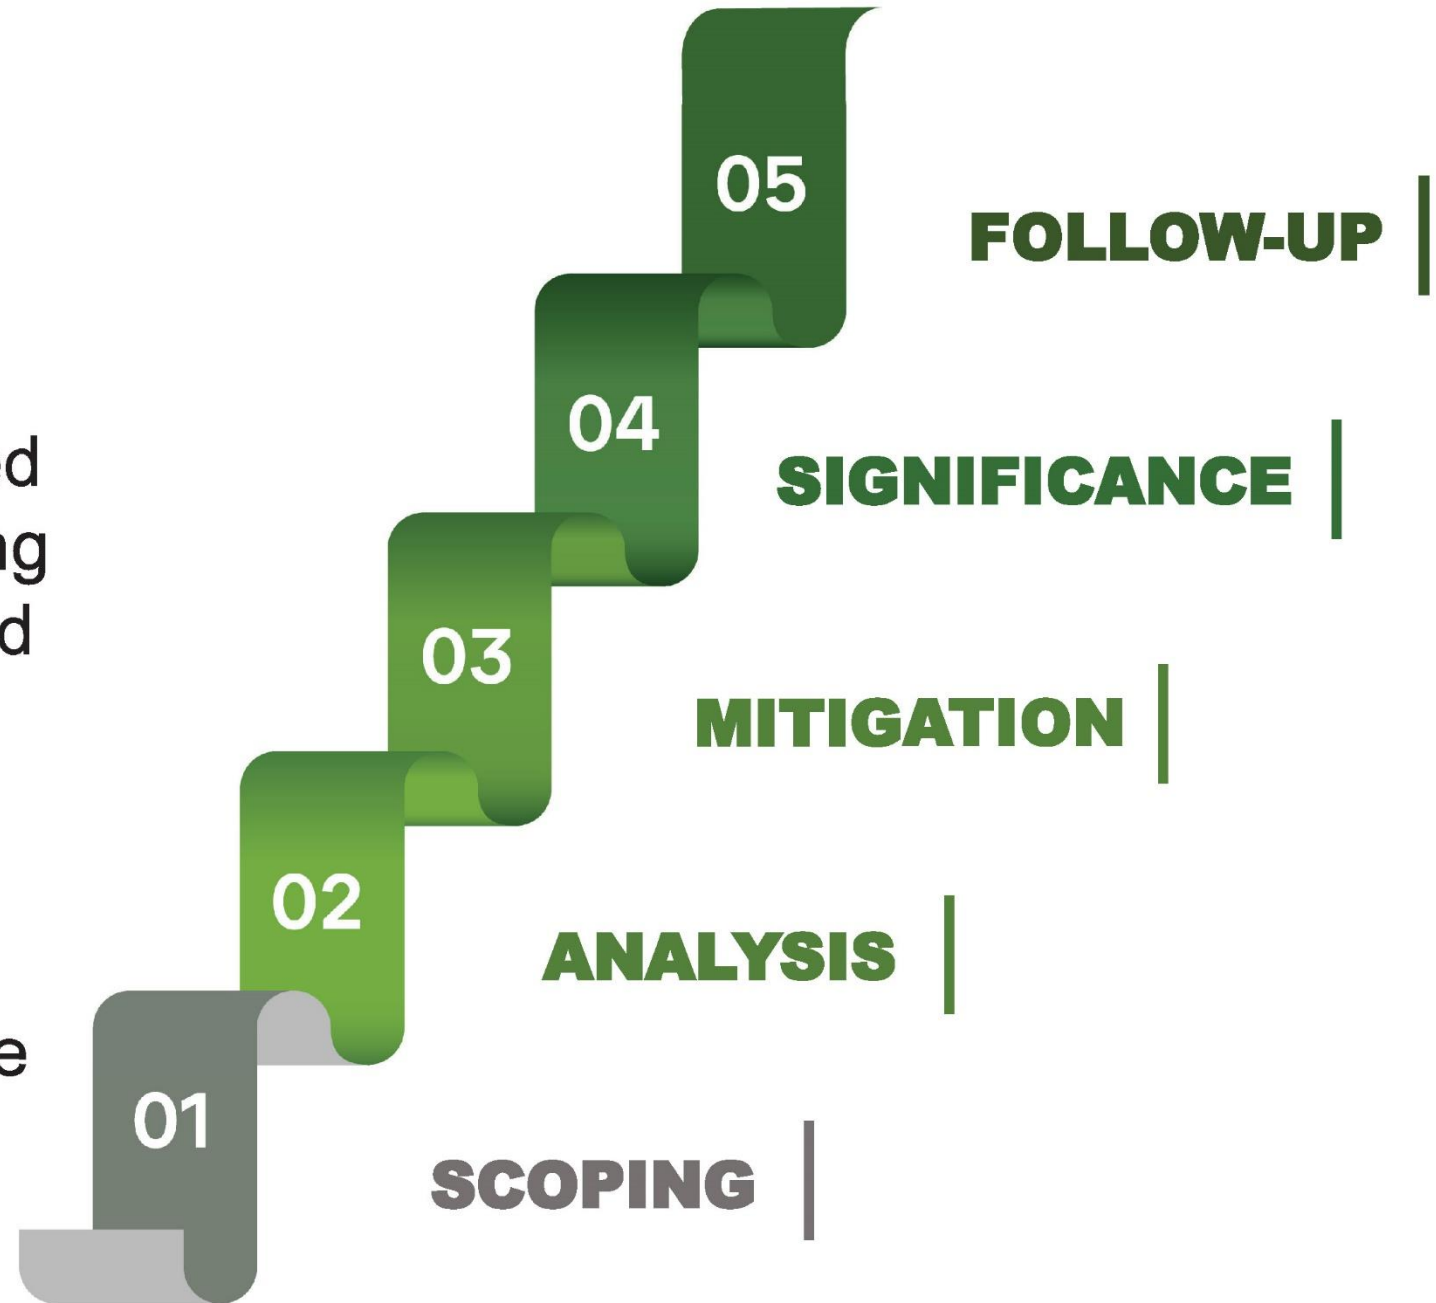 05
FOLLOW-UP
04
SIGNIFICANCE
03
MITIGATION
02
ANALYSIS
01
SCOPING